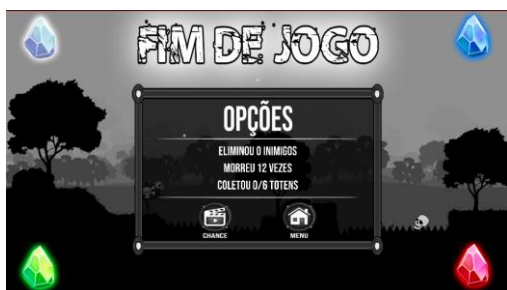 FIM DE JOGO
OPÇÕES
ELIMINOU 0 INIMIGOS
MORREU 12 VEZES
COLETOU 0/6 TOTENS
CHANCE MENU